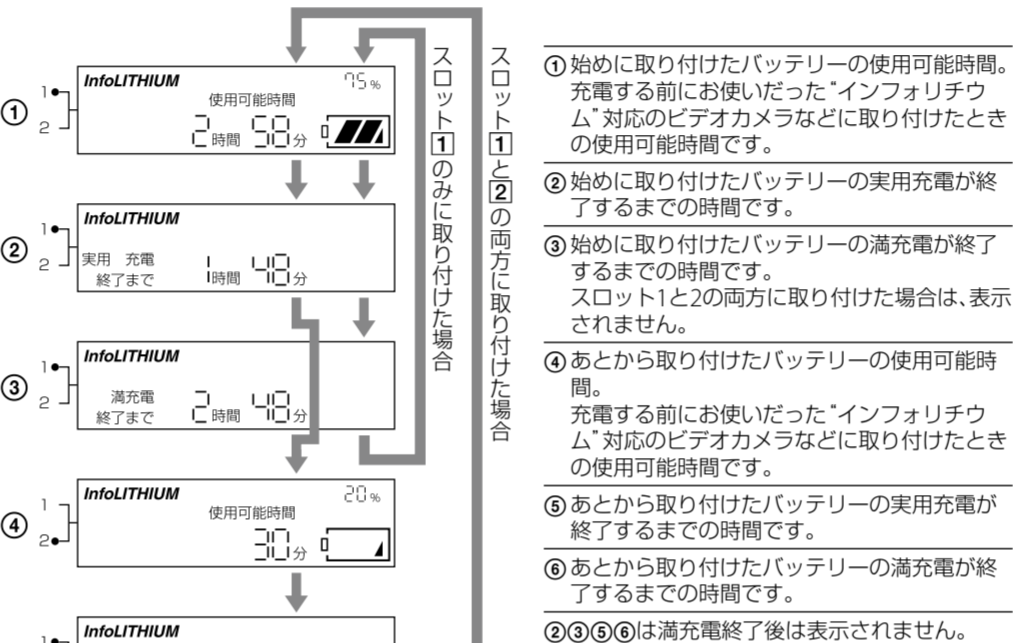 ①
InfoLITHIUM
75%
1
2
使用可能時間
2時間 58分
②
InfoLITHIUM
1
2
実用 充電
終了まで
1時間 48分
③
InfoLITHIUM
1
2
満充電
終了まで
2時間 48分
④
InfoLITHIUM
20%
1
2
使用可能時間
30分
InfoLITHIUM
1
スロット1のみに取り付けた場合
スロット1と2の両方に取り付けた場合
①始めに取り付けたバッテリーの使用可能時間。
充電する前にお使いだった“インフォリチウ
ム”対応のビデオカメラなどに取り付けたとき
の使用可能時間です。
②始めに取り付けたバッテリーの実用充電が終
了するまでの時間です。
③始めに取り付けたバッテリーの満充電が終了
するまでの時間です。
スロット1と2の両方に取り付けた場合は、表示
されません。
④あとから取り付けたバッテリーの使用可能時
間。
充電する前にお使いだった“インフォリチウ
ム”対応のビデオカメラなどに取り付けたとき
の使用可能時間です。
⑤あとから取り付けたバッテリーの実用充電が
終了するまでの時間です。
⑥あとから取り付けたバッテリーの満充電が終
了するまでの時間です。
②③⑤⑥は満充電終了後は表示されません。